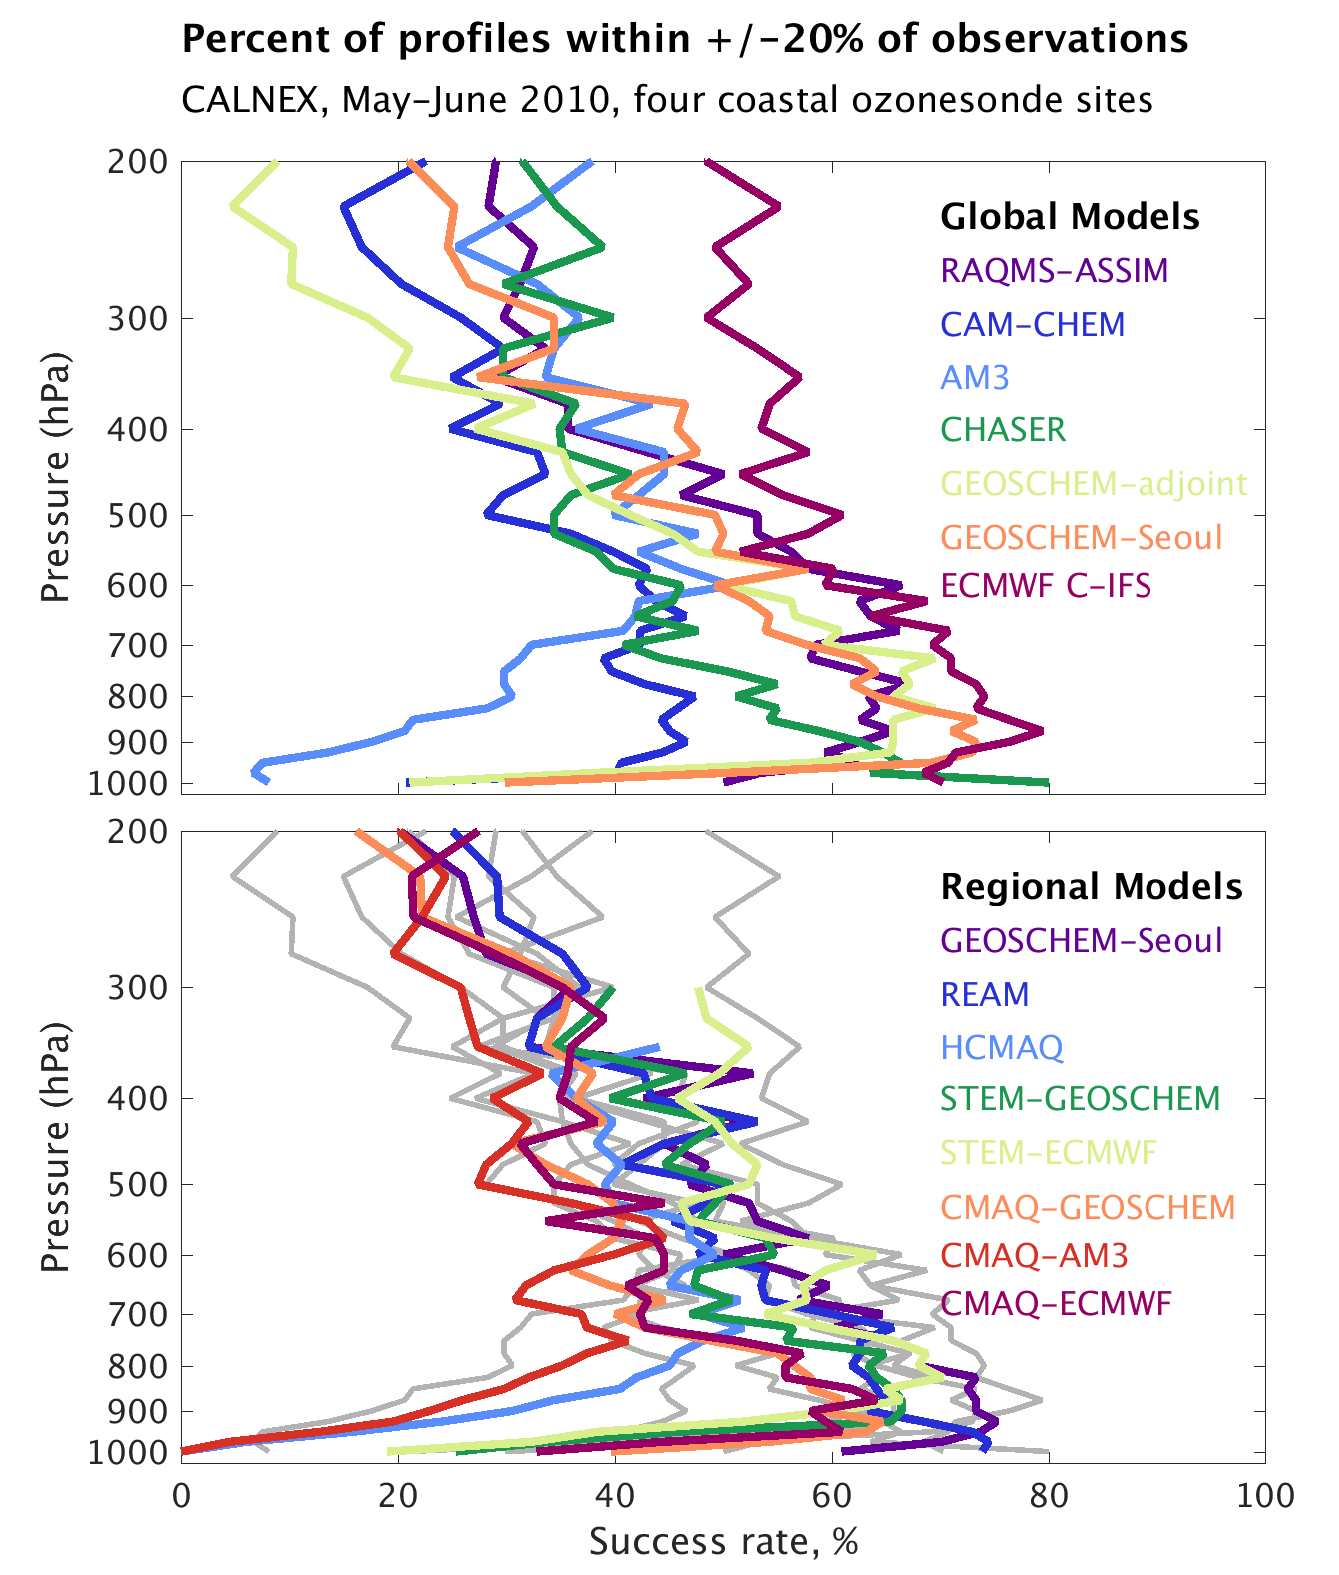 Percent of profiles within +/-20% of observations
CALNEX, May-June 2010, four coastal ozonesonde sites
200
300
400
500
600
700
800
900
1000
Pressure (hPa)
Global Models
RAQMS-ASSIM
CAM-CHEM
AM3
CHASER
GEOSCHEM-adjoint
GEOSCHEM-Seoul
ECMWF C-IFS
200
300
400
500
600
700
800
900
1000
Pressure (hPa)
Regional Models
GEOSCHEM-Seoul
REAM
HCMAQ
STEM-GEOSCHEM
STEM-ECMWF
CMAQ-GEOSCHEM
CMAQ-AM3
CMAQ-ECMWF
0 20 40 60 80 100
Success rate, %